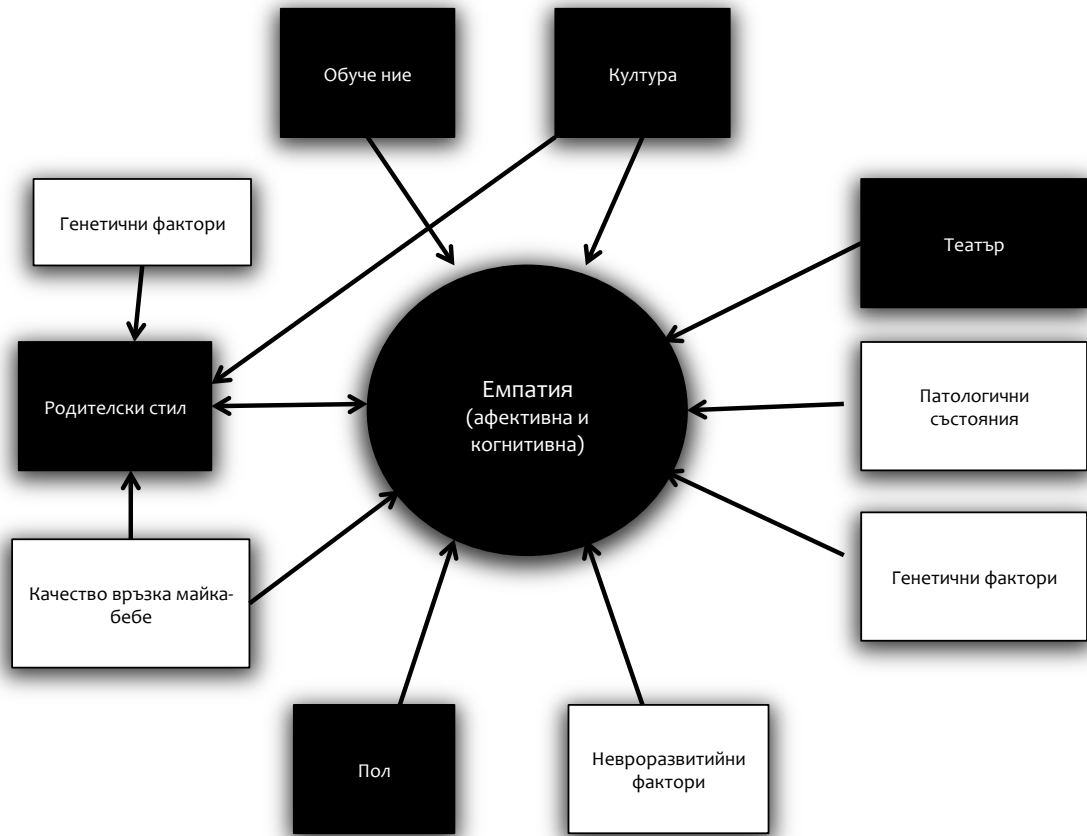 Обуче ние
Култура
Генетични фактори
Театър
Родителски стил
Емпатия
(афективна и
когнитивна)
Патологични
състояния
Качество връзка майка-
бебе
Генетични фактори
Пол
Невроразвитийни
фактори